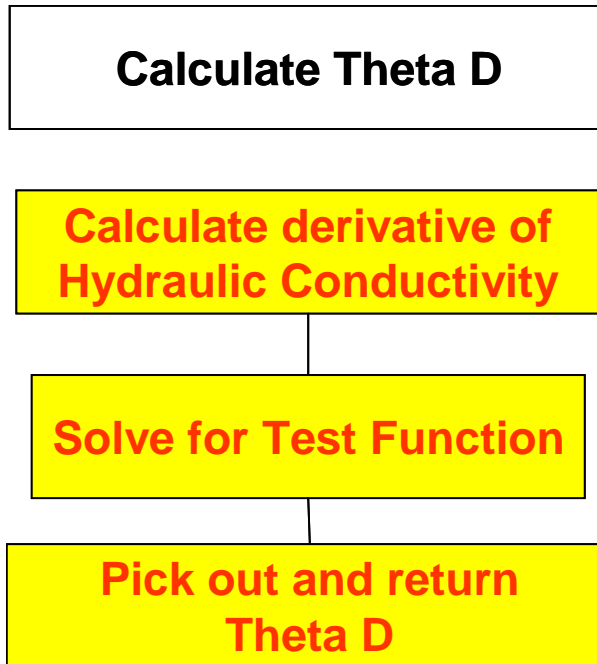 Calculate Theta D
Calculate derivative of
Hydraulic Conductivity
Solve for Test Function
Pick out and return
Theta D